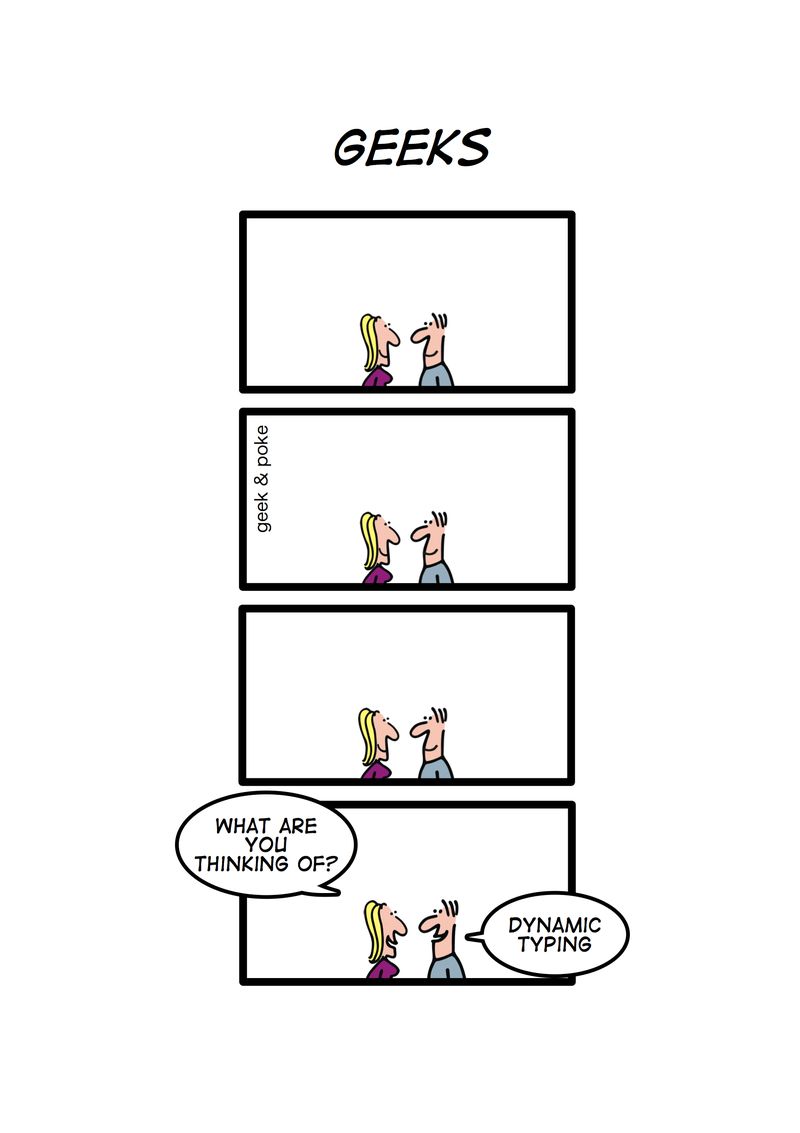 GEEKS
geek & poke
WHAT ARE
YOU
THINKING OF?
DYNAMIC
TYPING